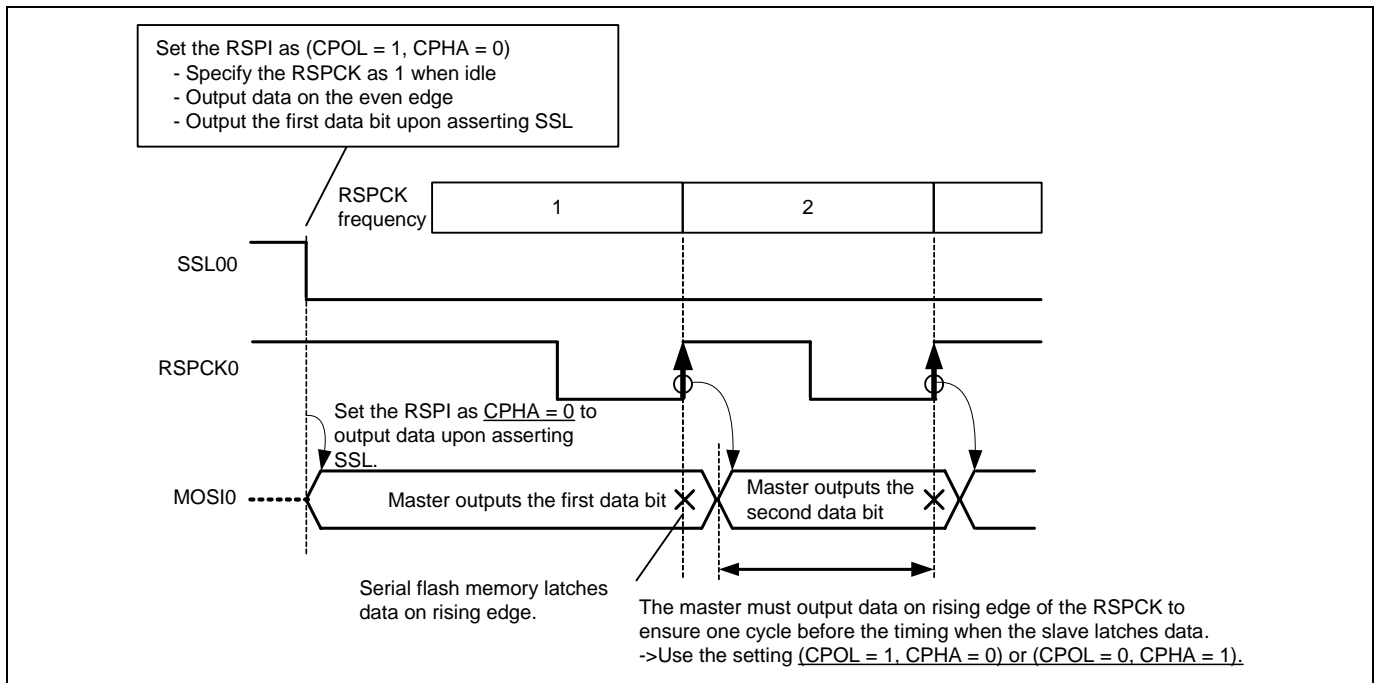 Set the RSPI as (CPOL = 1, CPHA = 0)
- Specify the RSPCK as 1 when idle
- Output data on the even edge
- Output the first data bit upon asserting SSL
RSPCK
frequency
1
2
SSL00
RSPCK0
Set the RSPI as CPHA = 0 to
output data upon asserting
SSL.
MOSI0
Master outputs the first data bit
Master outputs the
second data bit
Serial flash memory latches
data on rising edge.
The master must output data on rising edge of the RSPCK to
ensure one cycle before the timing when the slave latches data.
->Use the setting (CPOL = 1, CPHA = 0) or (CPOL = 0, CPHA = 1).